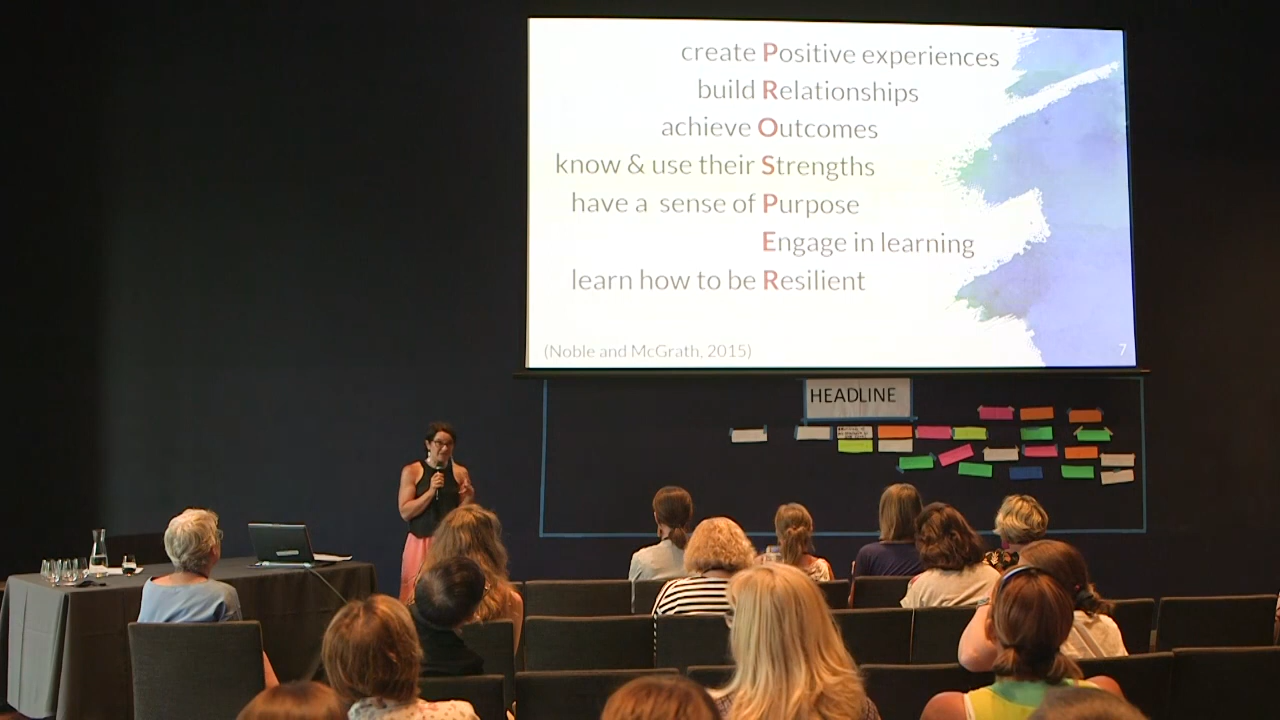 create Positive experiences
build Relationships
achieve Outcomes
know & use their Strengths
have a sense of Purpose
Engage in learning
learn how to be Resilient
(Noble and McGrath, 2015)
7
HEADLINE